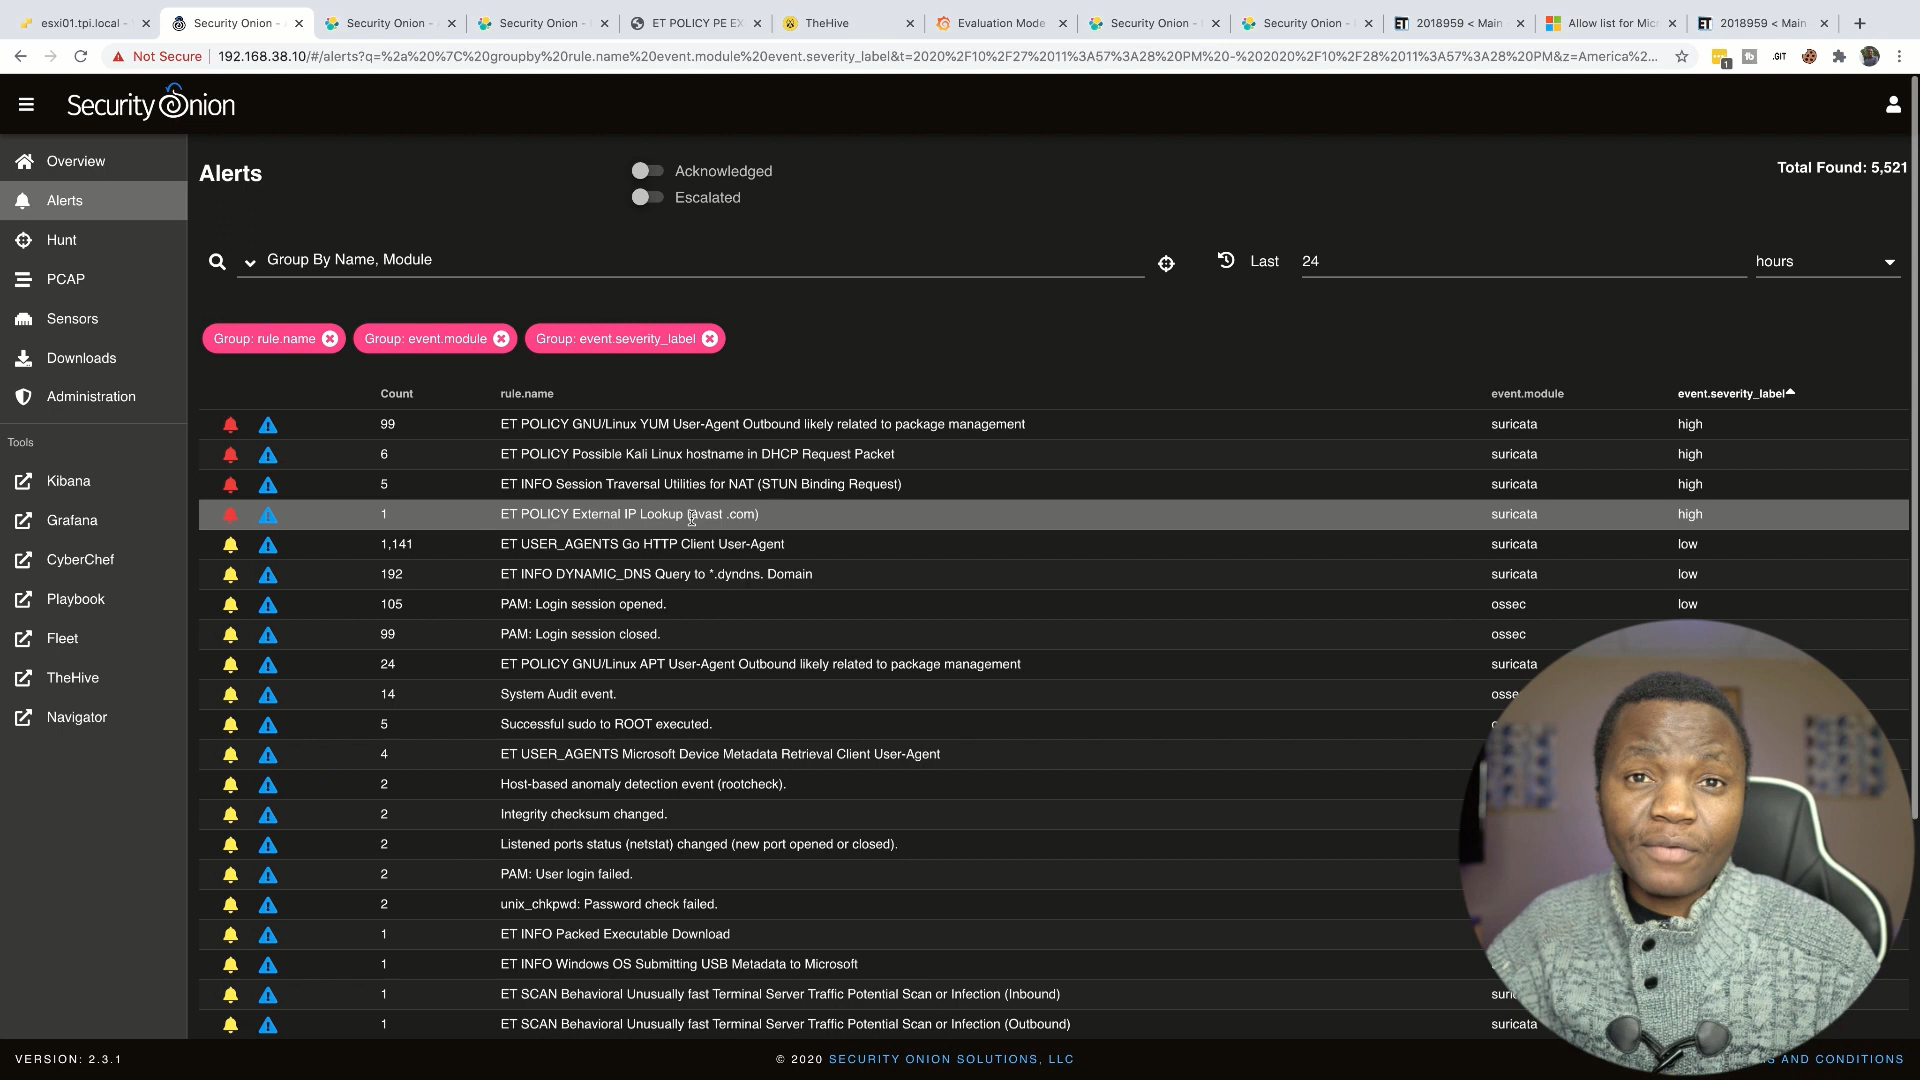 esxi01.tpi.local -
Security Onion -
Security Onion -
Security Onion -
ET POLICY PE EX
TheHive
Evaluation Mode
Security Onion -
Security Onion -
2018959 < Main
Allow list for Mic
2018959 < Main
Not Secure
192.168.38.10/#/alerts?q=%2a%20%7C%20groupby%20rule.name%20event.module%20event.severity_label&t=2020%2F10%2F27%2011%3A57%3A28%20PM%20-%202020%2F10%2F28%2011%3A57%3A28%20PM&z=America%2...
1
.GIT
Security Onion
Overview
Alerts
Hunt
PCAP
Sensors
Downloads
Administration
Tools
Kibana
Grafana
CyberChef
Playbook
Fleet
TheHive
Navigator
Alerts
Acknowledged
Escalated
Total Found: 5,521
Group By Name, Module
Last 24 hours
Group: rule.name Group: event.module Group: event.severity_label
Count rule.name event.module event.severity_label
99 ET POLICY GNU/Linux YUM User-Agent Outbound likely related to package management suricata high
6 ET POLICY Possible Kali Linux hostname in DHCP Request Packet suricata high
5 ET INFO Session Traversal Utilities for NAT (STUN Binding Request) suricata high
1 ET POLICY External IP Lookup (avast .com) suricata high
1,141 ET USER_AGENTS Go HTTP Client User-Agent suricata low
192 ET INFO DYNAMIC_DNS Query to *.dyndns. Domain suricata low
105 PAM: Login session opened. ossec low
99 PAM: Login session closed. ossec
24 ET POLICY GNU/Linux APT User-Agent Outbound likely related to package management suricata
14 System Audit event. osse
5 Successful sudo to ROOT executed.
4 ET USER_AGENTS Microsoft Device Metadata Retrieval Client User-Agent
2 Host-based anomaly detection event (rootcheck).
2 Integrity checksum changed.
2 Listened ports status (netstat) changed (new port opened or closed).
2 PAM: User login failed.
2 unix_chkpwd: Password check failed.
1 ET INFO Packed Executable Download
1 ET INFO Windows OS Submitting USB Metadata to Microsoft
1 ET SCAN Behavioral Unusually fast Terminal Server Traffic Potential Scan or Infection (Inbound) suri
1 ET SCAN Behavioral Unusually fast Terminal Server Traffic Potential Scan or Infection (Outbound) suricata
VERSION: 2.3.1
© 2020 SECURITY ONION SOLUTIONS, LLC
AND CONDITIONS